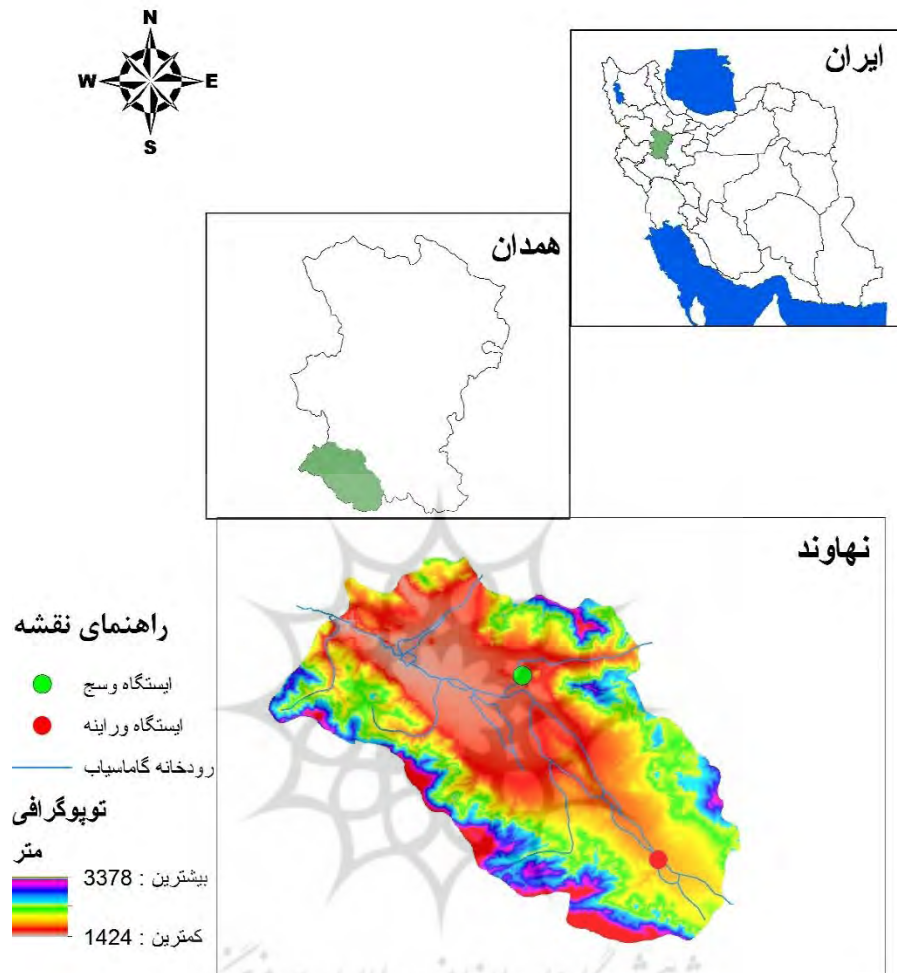 N
W E
S
ایران
همدان
نهاوند
راهنمای نقشه
ایستگاه وسج
ایستگاه وراینه
رودخانه گاماسیاب
توپوگرافی
متر
بیشترین : 3378
کمترین : 1424